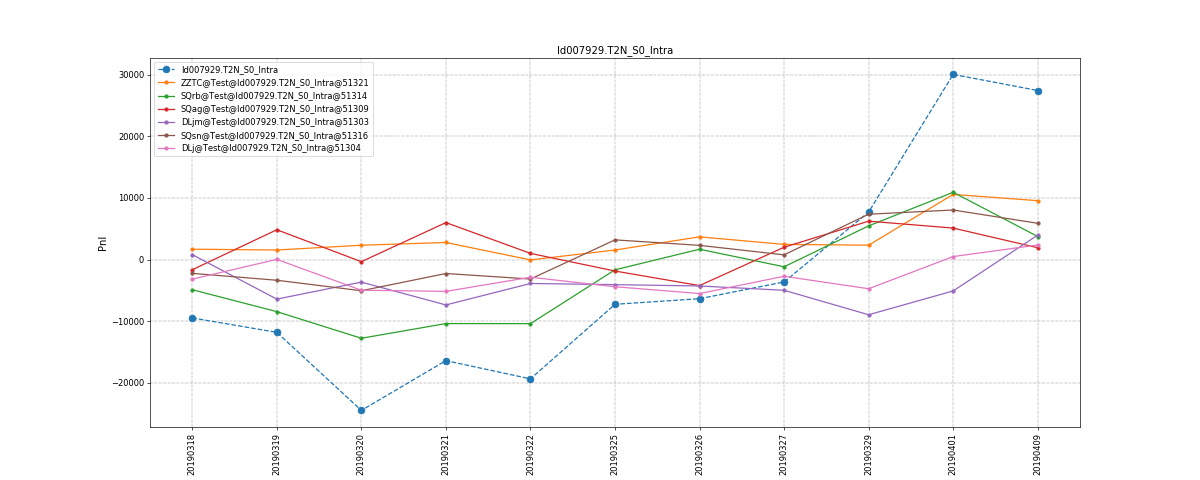 Id007929.T2N_S0_Intra
Id007929.T2N_S0_Intra
ZZTC@Test@Id007929.T2N_S0_Intra@51321
SQrb@Test@Id007929.T2N_S0_Intra@51314
SQag@Test@Id007929.T2N_S0_Intra@51309
DLjm@Test@Id007929.T2N_S0_Intra@51303
SQsn@Test@Id007929.T2N_S0_Intra@51316
DLj@Test@Id007929.T2N_S0_Intra@51304
Pnl
30000
20000
10000
0
−10000
−20000
20190318
20190319
20190320
20190321
20190322
20190325
20190326
20190327
20190329
20190401
20190409